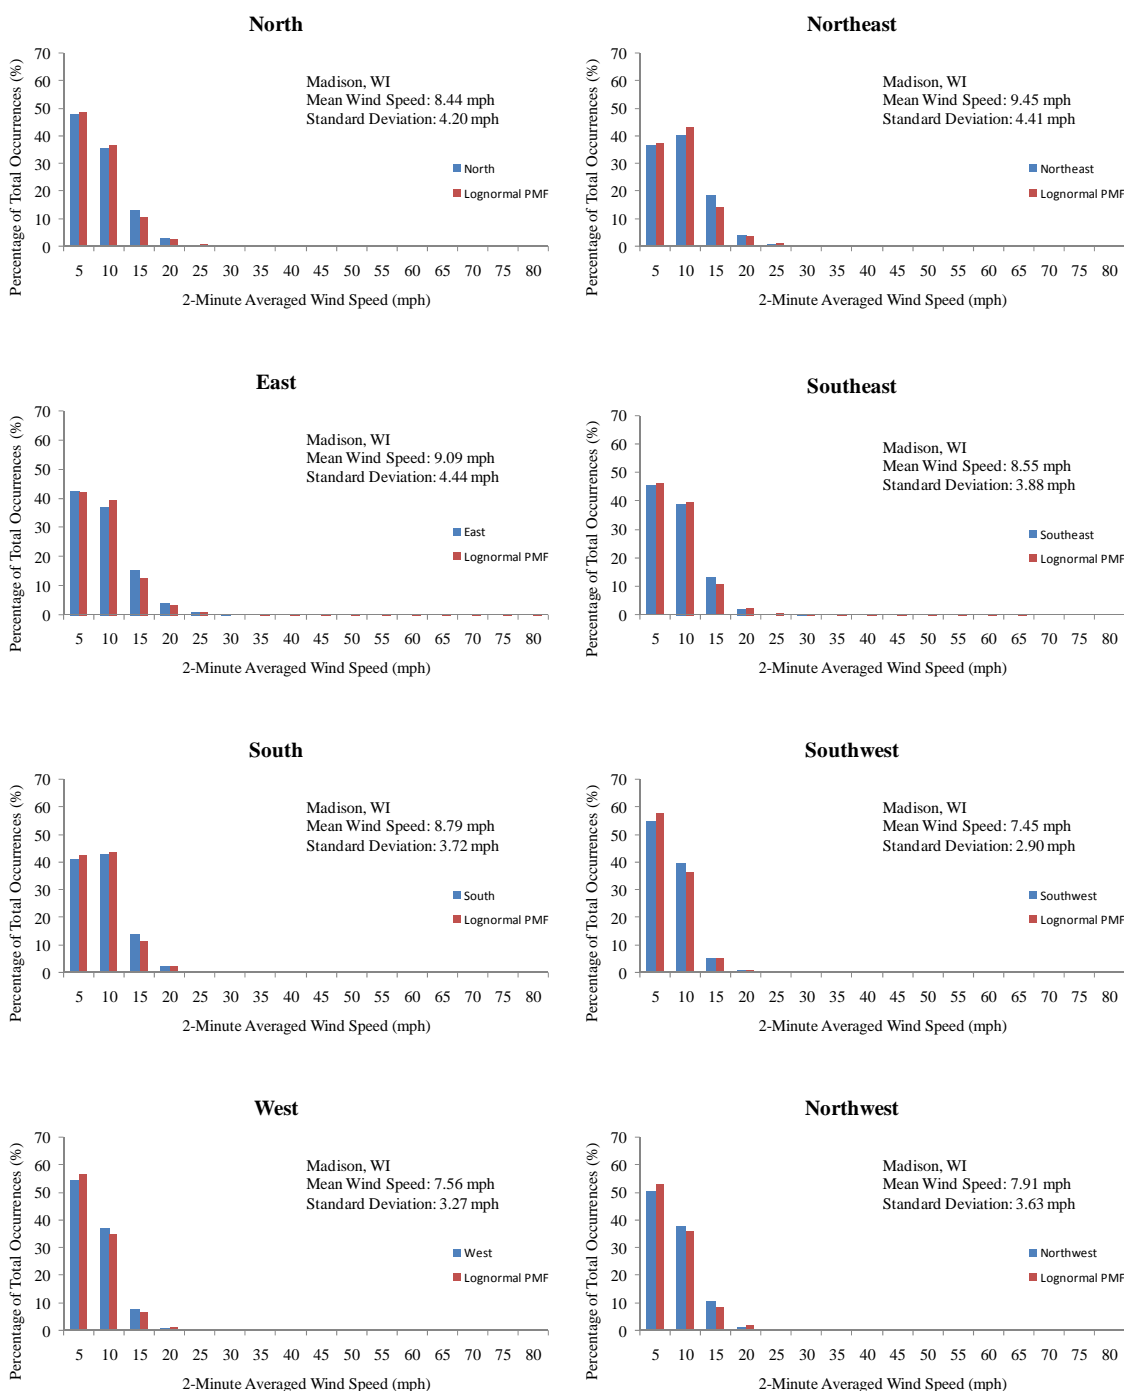 North
Percentage of Total Occurrences (%)
70
60
50
40
30
20
10
0
Madison, WI
Mean Wind Speed: 8.44 mph
Standard Deviation: 4.20 mph
North
Lognormal PMF
5 10 15 20 25 30 35 40 45 50 55 60 65 70 75 80
2-Minute Averaged Wind Speed (mph)
Northeast
Percentage of Total Occurrences (%)
70
60
50
40
30
20
10
0
Madison, WI
Mean Wind Speed: 9.45 mph
Standard Deviation: 4.41 mph
Northeast
Lognormal PMF
5 10 15 20 25 30 35 40 45 50 55 60 65 70 75 80
2-Minute Averaged Wind Speed (mph)
East
Percentage of Total Occurrences (%)
70
60
50
40
30
20
10
0
Madison, WI
Mean Wind Speed: 9.09 mph
Standard Deviation: 4.44 mph
East
Lognormal PMF
5 10 15 20 25 30 35 40 45 50 55 60 65 70 75 80
2-Minute Averaged Wind Speed (mph)
Southeast
Percentage of Total Occurrences (%)
70
60
50
40
30
20
10
0
Madison, WI
Mean Wind Speed: 8.55 mph
Standard Deviation: 3.88 mph
Southeast
Lognormal PMF
5 10 15 20 25 30 35 40 45 50 55 60 65 70 75 80
2-Minute Averaged Wind Speed (mph)
South
Percentage of Total Occurrences (%)
70
60
50
40
30
20
10
0
Madison, WI
Mean Wind Speed: 8.79 mph
Standard Deviation: 3.72 mph
South
Lognormal PMF
5 10 15 20 25 30 35 40 45 50 55 60 65 70 75 80
2-Minute Averaged Wind Speed (mph)
Southwest
Percentage of Total Occurrences (%)
70
60
50
40
30
20
10
0
Madison, WI
Mean Wind Speed: 7.45 mph
Standard Deviation: 2.90 mph
Southwest
Lognormal PMF
5 10 15 20 25 30 35 40 45 50 55 60 65 70 75 80
2-Minute Averaged Wind Speed (mph)
West
Percentage of Total Occurrences (%)
70
60
50
40
30
20
10
0
Madison, WI
Mean Wind Speed: 7.56 mph
Standard Deviation: 3.27 mph
West
Lognormal PMF
5 10 15 20 25 30 35 40 45 50 55 60 65 70 75 80
2-Minute Averaged Wind Speed (mph)
Northwest
Percentage of Total Occurrences (%)
70
60
50
40
30
20
10
0
Madison, WI
Mean Wind Speed: 7.91 mph
Standard Deviation: 3.63 mph
Northwest
Lognormal PMF
5 10 15 20 25 30 35 40 45 50 55 60 65 70 75 80
2-Minute Averaged Wind Speed (mph)